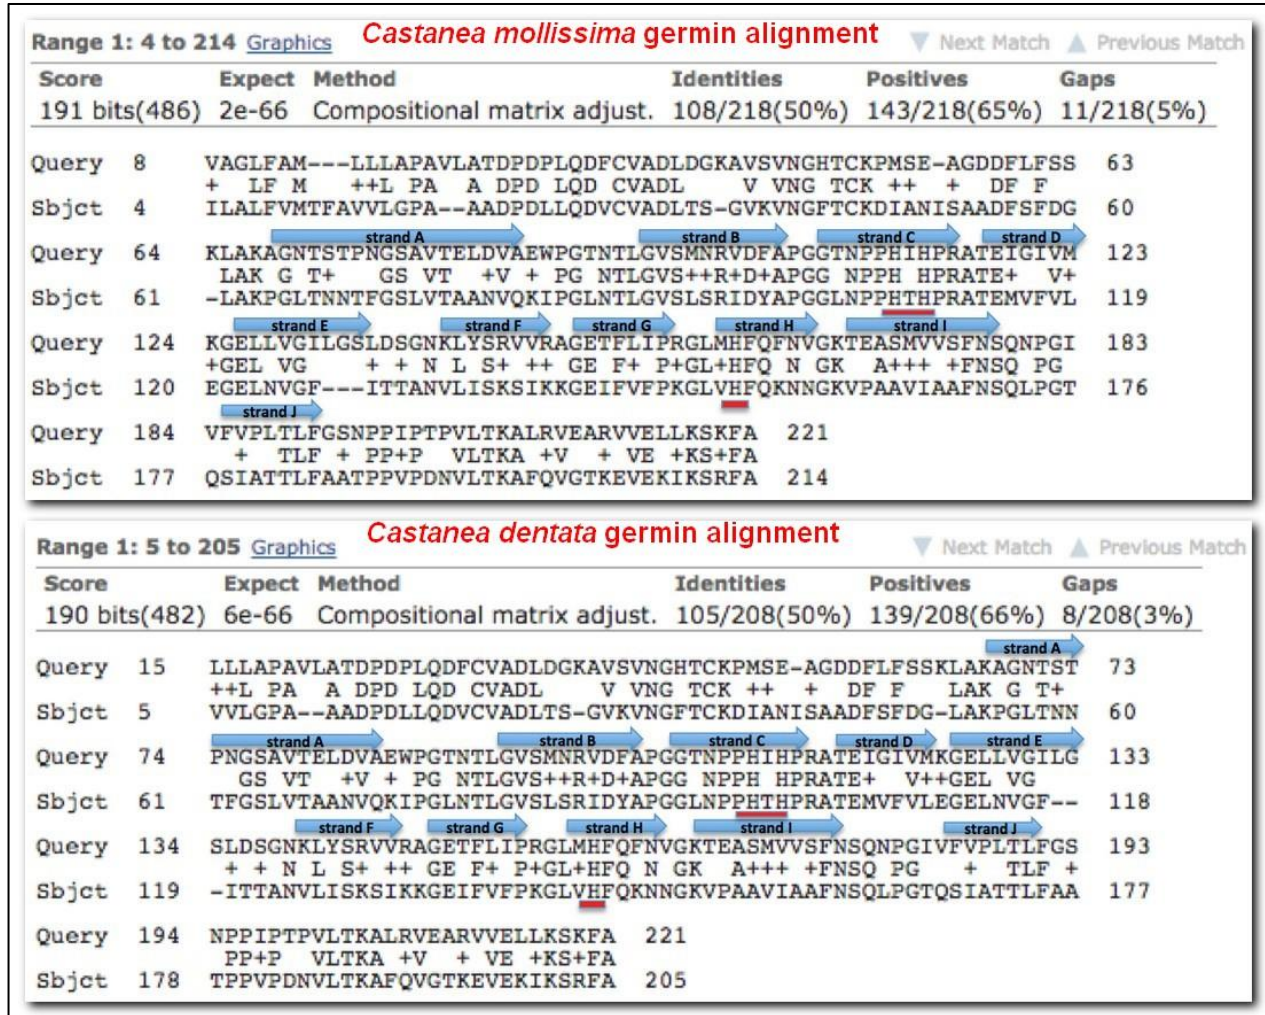 Castanea mollissima germin alignment
Range 1: 4 to 214 Graphics ▼ Next Match ▲ Previous Match
Score Expect Method Identities Positives Gaps
191 bits(486) 2e-66 Compositional matrix adjust. 108/218(50%) 143/218(65%) 11/218(5%)
Query 8 VAGLFAM---LLLAPAVLATDPDPLQDFCVADLDGKAVSVNGHTCKPMSE-AGDDFLFSS 63
+ LF M ++L PA A DPD LQD CVADL V VNG TCK ++ + DF F
Sbjct 4 ILALFVMTFAVVLGPA--AADPDLLQDVCVADLTS-GVKVNGFTCKDIANISAADFSFDG 60
strand A strand B strand C strand D
Query 64 KLAKAGNTSTPNGSAVTELDVAEWPGTNTLGVSMNRVDFAPGGTNPPHIHPRATEIGIVM 123
LAK G T+ GS VT +V + PG NTLGVS++R+D+APGG NPPH HPRATE+ V+
Sbjct 61 -LAKPGLTNNTFGSLVTAANVQKIPGLNTLGVSLSRIDYAPGGLNPPHTHPRATEMVFVL 119
strand E strand F strand G strand H strand I
Query 124 KGELLVGILGSLDSGNKLYSRVVRAGETFLIPRGLMHFQFNVGKTEASMVVSFNSQNPGI 183
+GEL VG + + N L S+ ++ GE F+ P+GL+HFQ N GK A+++ +FNSQ PG
Sbjct 120 EGELNVGF---ITTANVLISKSIKKGEIFVFPKGLVHFQKNNGKVPAAVIAAFNSQLPGT 176
strand J
Query 184 VFVPLTLFGSNPPIPTPVLTKALRVEARVVELLKSKFA 221
+ TLF + PP+P VLTKA +V + VE +KS+FA
Sbjct 177 QSIATTLFAATPPVPDNVLTKAFQVGTKEVEKIKSRFA 214
Castanea dentata germin alignment
Range 1: 5 to 205 Graphics ▼ Next Match ▲ Previous Match
Score Expect Method Identities Positives Gaps
190 bits(482) 6e-66 Compositional matrix adjust. 105/208(50%) 139/208(66%) 8/208(3%)
strand A
Query 15 LLLAPAVLATDPDPLQDFCVADLDGKAVSVNGHTCKPMSE-AGDDFLFSSKLAKAGNTST 73
++L PA A DPD LQD CVADL V VNG TCK ++ + DF F LAK G T+
Sbjct 5 VVLGPA--AADPDLLQDVCVADLTS-GVKVNGFTCKDIANISAADFSFDG-LAKPGLTNN 60
strand A strand B strand C strand D strand E
Query 74 PNGSAVTELDVAEWPGTNTLGVSMNRVDFAPGGTNPPHIHPRATEIGIVMKGELLVGILG 133
GS VT +V + PG NTLGVS++R+D+APGG NPPH HPRATE+ V++GEL VG
Sbjct 61 TFGSLVTAANVQKIPGLNTLGVSLSRIDYAPGGLNPPHTHPRATEMVFVLEGELNVGF-- 118
strand F strand G strand H strand I strand J
Query 134 SLDSGNKLYSRVVRAGETFLIPRGLMHFQFNVGKTEASMVVSFNSQNPGIVFVPLTLFGS 193
+ + N L S+ ++ GE F+ P+GL+HFQ N GK A+++ +FNSQ PG + TLF +
Sbjct 119 -ITTANVLISKSIKKGEIFVFPKGLVHFQKNNGKVPAAVIAAFNSQLPGTQSIATTLFAA 177
Query 194 NPPIPTPVLTKALRVEARVVELLKSKFA 221
PP+P VLTKA +V + VE +KS+FA
Sbjct 178 TPPVPDNVLTKAFQVGTKEVEKIKSRFA 205